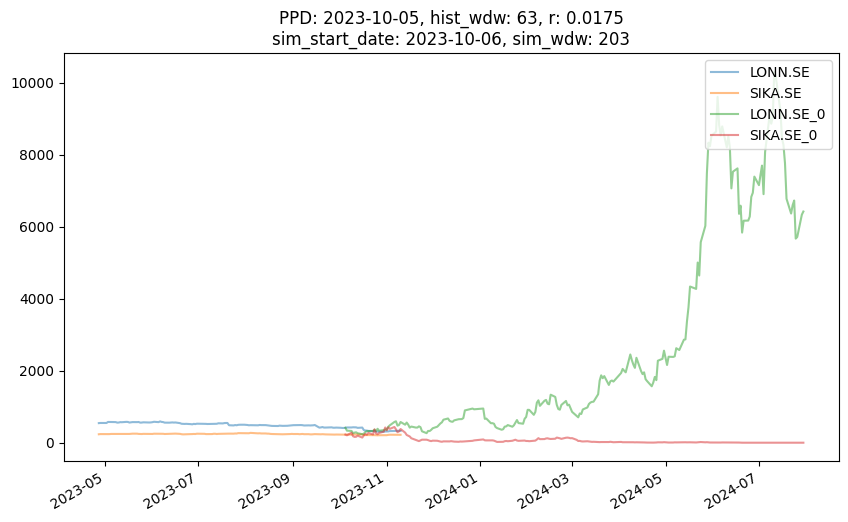 PPD: 2023-10-05, hist_wdw: 63, r: 0.0175
sim_start_date: 2023-10-06, sim_wdw: 203
LONN.SE
SIKA.SE
LONN.SE_0
SIKA.SE_0
10000
8000
6000
4000
2000
0
2023-05
2023-07
2023-09
2023-11
2024-01
2024-03
2024-05
2024-07